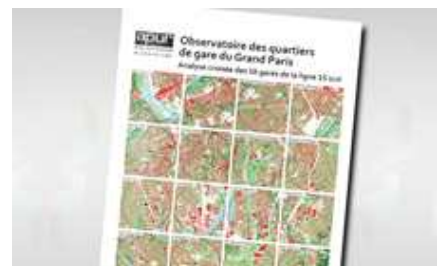 apur
Observatoire des quartiers
de gare du Grand Paris
Analyse croisée des 16 gares de la ligne 15 sud